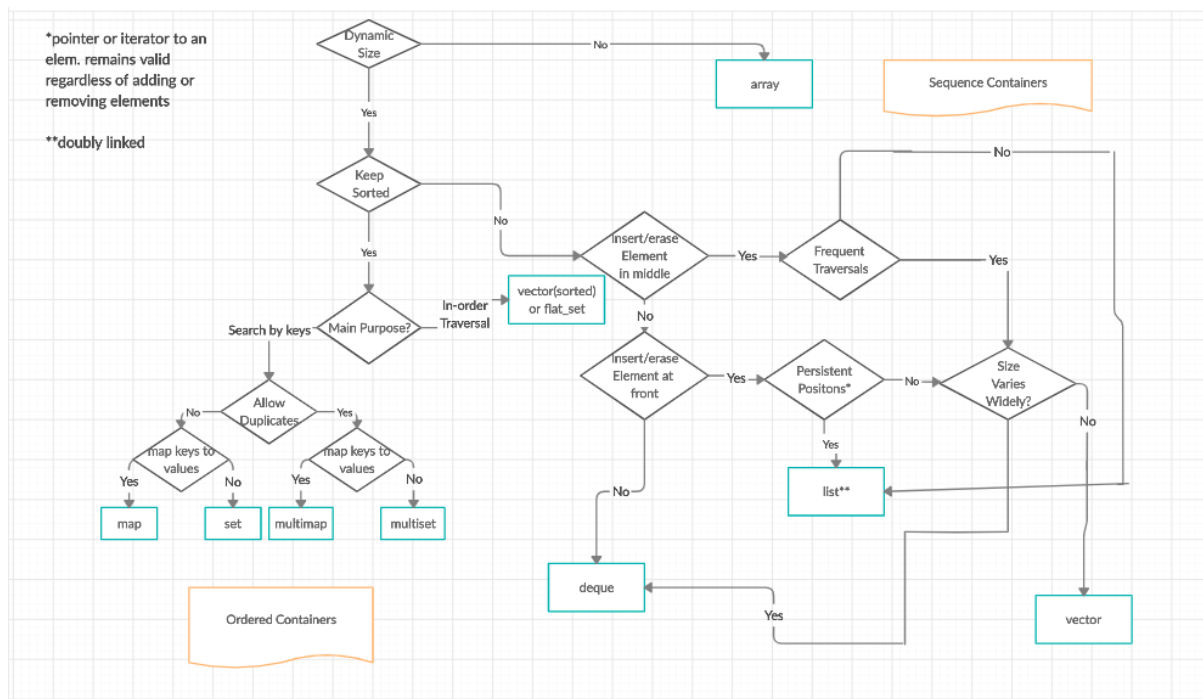 *pointer or iterator to an
elem. remains valid
regardless of adding or
removing elements
**doubly linked
Dynamic
Size
No
array
Sequence Containers
Yes
Keep
Sorted
No
No
Yes
Insert/erase
Element
in middle
Yes
Frequent
Traversals
Yes
In-order
Traversal
vector(sorted)
or flat_set
Main Purpose?
Search by keys
No
Insert/erase
Element at
front
Yes
Persistent
Positons*
No
Size
Varies
Widely?
No
Allow
Duplicates
No
Yes
map keys to
values
map keys to
values
Yes
No
Yes
No
Yes
No
list**
map
set
multimap
multiset
deque
Yes
vector
Ordered Containers